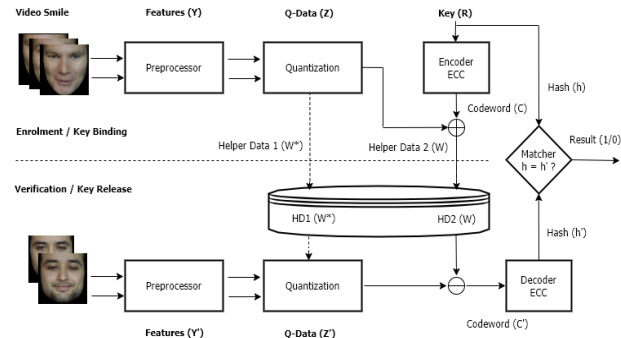 Video Smile
Features (Y)
Q-Data (Z)
Key (R)
Preprocessor
Quantization
Encoder
ECC
Hash (h)
Codeword (C)
Enrolment / Key Binding
Helper Data 1 (W*)
Helper Data 2 (W)
Matcher
h = h' ?
Result (1/0)
Verification / Key Release
HD1 (W*)
HD2 (W)
Hash (h')
Preprocessor
Quantization
Decoder
ECC
Codeword (C')
Features (Y')
Q-Data (Z')